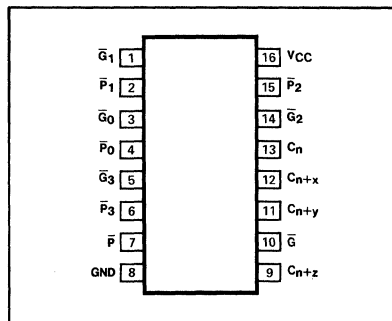 G̅1 1 16 VCC
P̅1 2 15 P̅2
G̅0 3 14 G̅2
P̅0 4 13 Cn
G̅3 5 12 Cn+x
P̅3 6 11 Cn+y
P̅ 7 10 G̅
GND 8 9 Cn+z